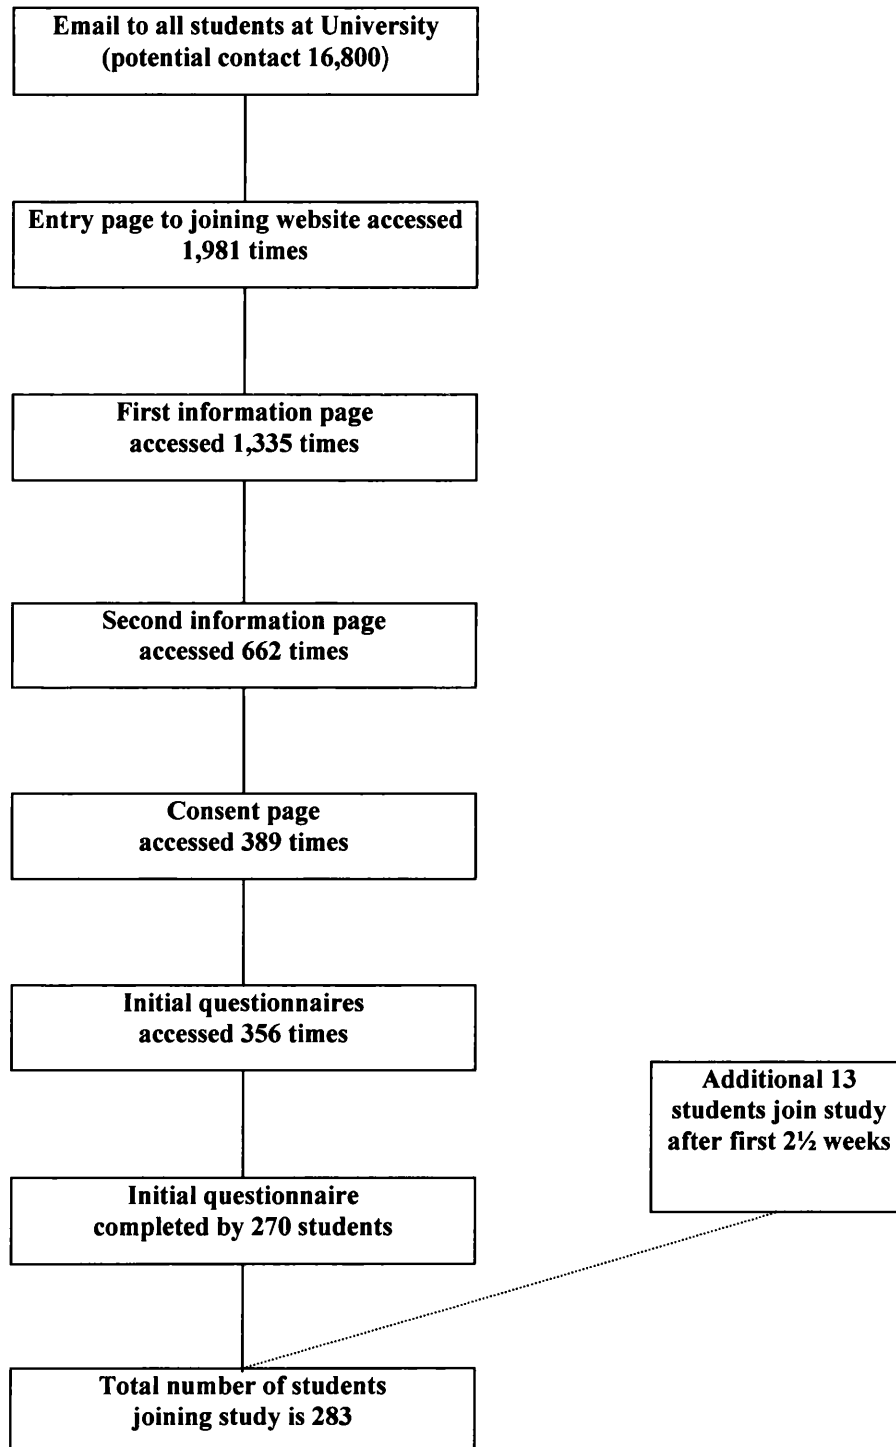 Email to all students at University
(potential contact 16,800)
Entry page to joining website accessed
1,981 times
First information page
accessed 1,335 times
Second information page
accessed 662 times
Consent page
accessed 389 times
Initial questionnaires
accessed 356 times
Additional 13
students join study
after first 2½ weeks
Initial questionnaire
completed by 270 students
Total number of students
joining study is 283